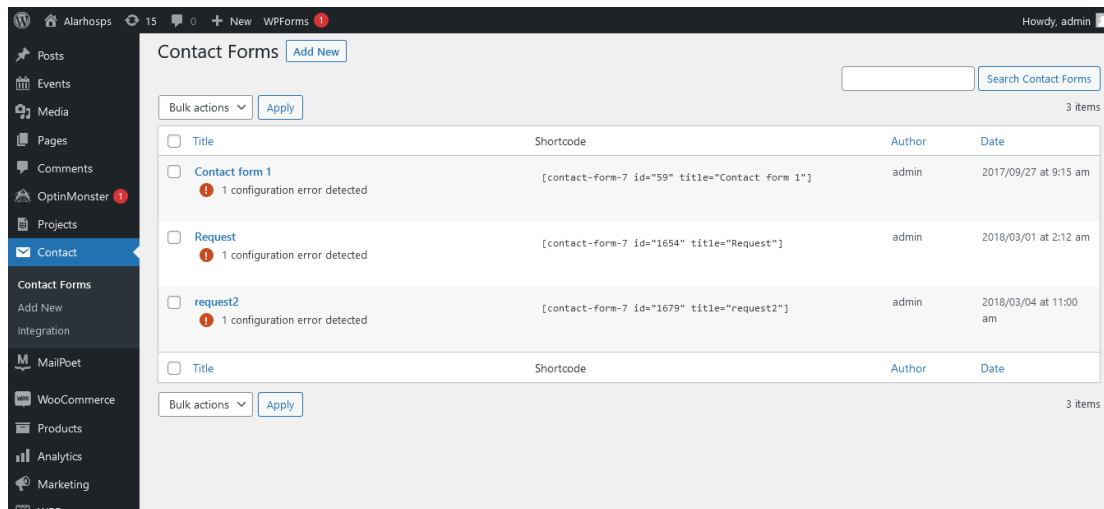 Alarhosps 15 0 + New WPForms 1 Howdy, admin
Posts
Events
Media
Pages
Comments
OptinMonster 1
Projects
Contact
Contact Forms
Add New
Integration
MailPoet
WooCommerce
Products
Analytics
Marketing
Contact Forms Add New
Search Contact Forms
Bulk actions Apply 3 items
Title Shortcode Author Date
Contact form 1 [contact-form-7 id="59" title="Contact form 1"] admin 2017/09/27 at 9:15 am
1 configuration error detected
Request [contact-form-7 id="1654" title="Request"] admin 2018/03/01 at 2:12 am
1 configuration error detected
request2 [contact-form-7 id="1679" title="request2"] admin 2018/03/04 at 11:00
am
1 configuration error detected
Title Shortcode Author Date
Bulk actions Apply 3 items